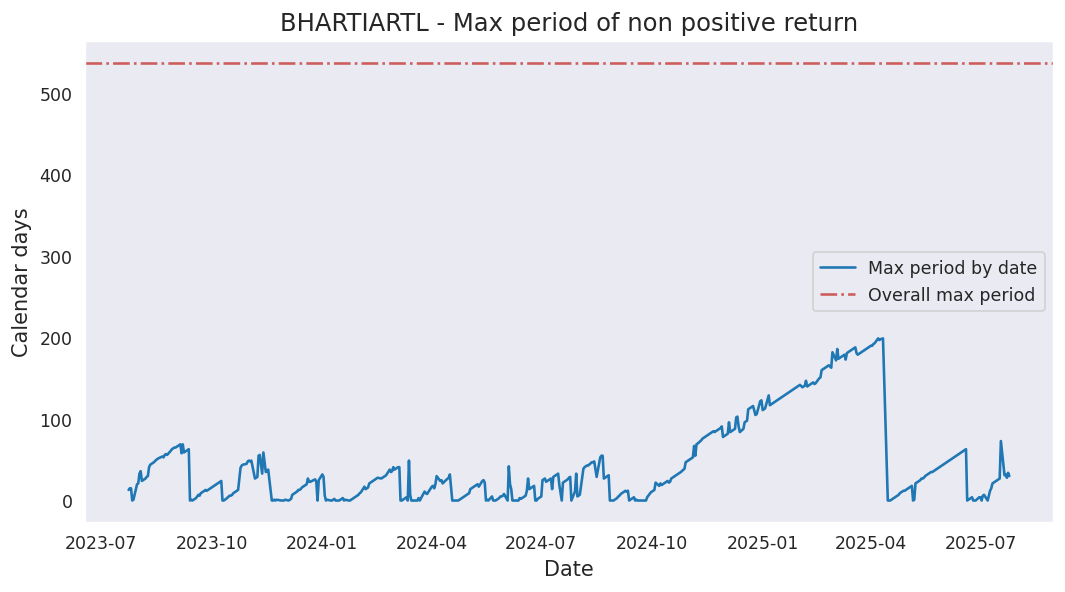 BHARTIARTL - Max period of non positive return
Calendar days
500
400
300
200
100
0
Max period by date
Overall max period
2023-07 2023-10 2024-01 2024-04 2024-07 2024-10 2025-01 2025-04 2025-07
Date